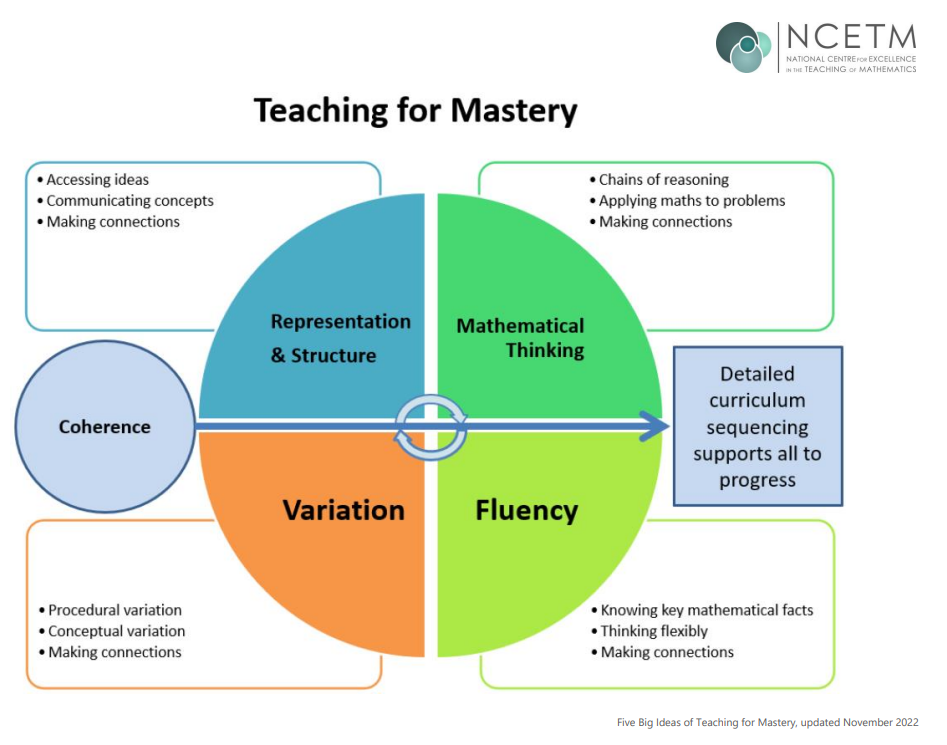 NCETM
NATIONAL CENTRE FOR EXCELLENCE
IN THE TEACHING OF MATHEMATICS
Teaching for Mastery
• Accessing ideas
• Communicating concepts
• Making connections
• Chains of reasoning
• Applying maths to problems
• Making connections
Representation
& Structure
Mathematical
Thinking
Coherence
Detailed
curriculum
sequencing
supports all to
progress
Variation
Fluency
• Procedural variation
• Conceptual variation
• Making connections
• Knowing key mathematical facts
• Thinking flexibly
• Making connections
Five Big Ideas of Teaching for Mastery, updated November 2022